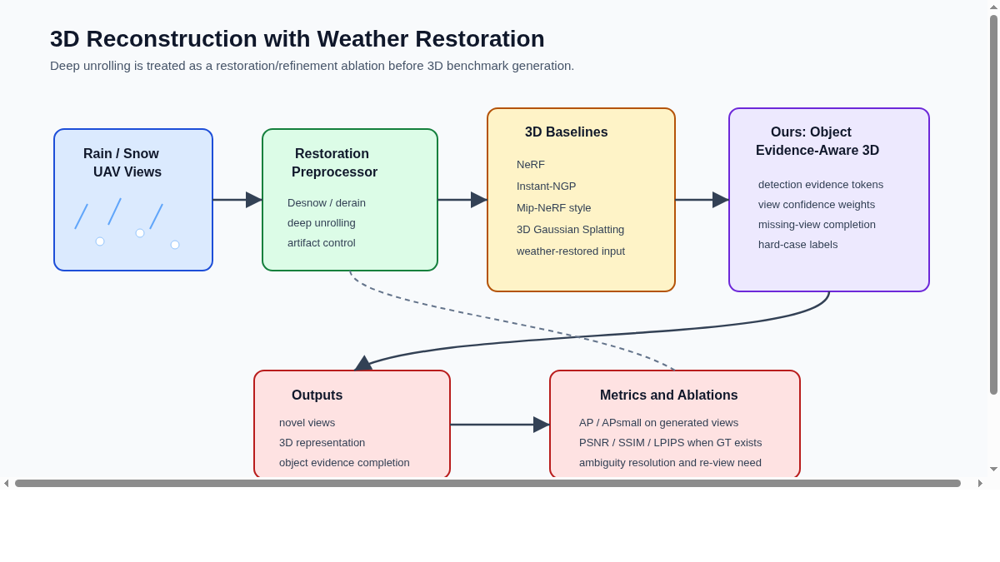 3D Reconstruction with Weather Restoration
Deep unrolling is treated as a restoration/refinement ablation before 3D benchmark generation.
Rain / Snow
UAV Views
Restoration
Preprocessor
Desnow / derain
deep unrolling
artifact control
3D Baselines
NeRF
Instant-NGP
Mip-NeRF style
3D Gaussian Splatting
weather-restored input
Ours: Object
Evidence-Aware 3D
detection evidence tokens
view confidence weights
missing-view completion
hard-case labels
Outputs
novel views
3D representation
object evidence completion
Metrics and Ablations
AP / APsmall on generated views
PSNR / SSIM / LPIPS when GT exists
ambiguity resolution and re-view need